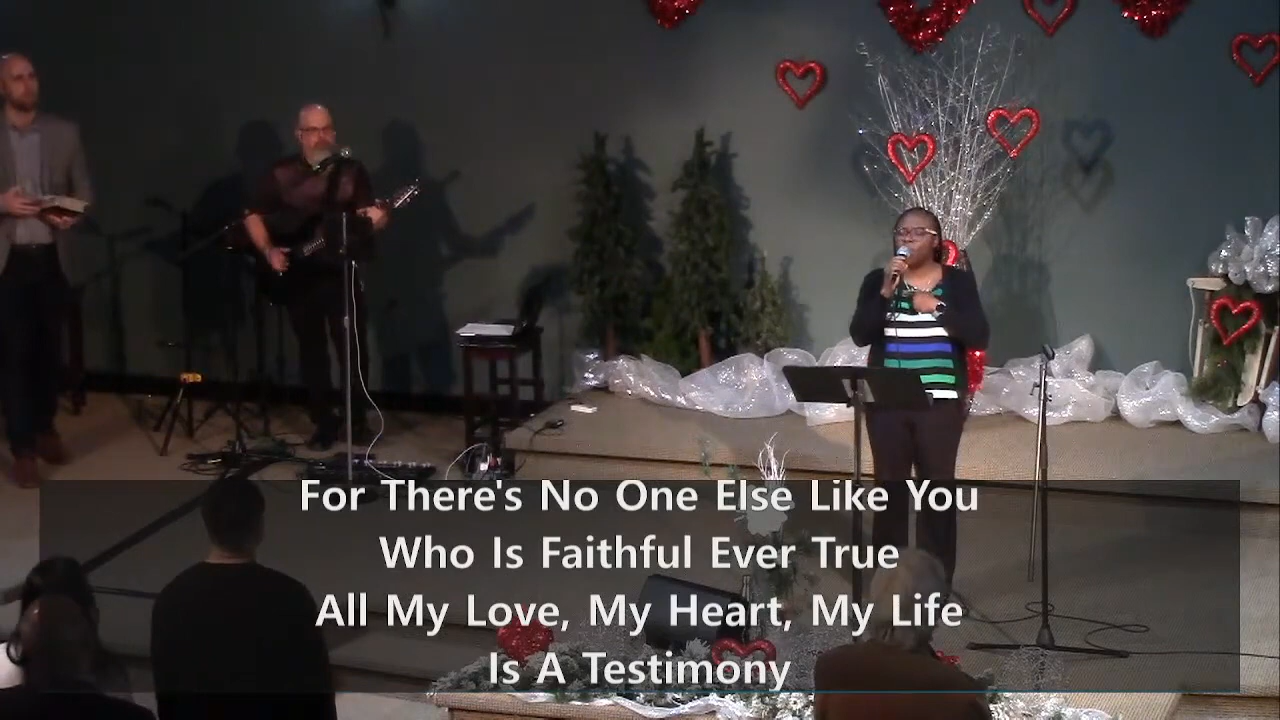 For There's No One Else Like You
Who Is Faithful Ever True
All My Love, My Heart, My Life
Is A Testimony